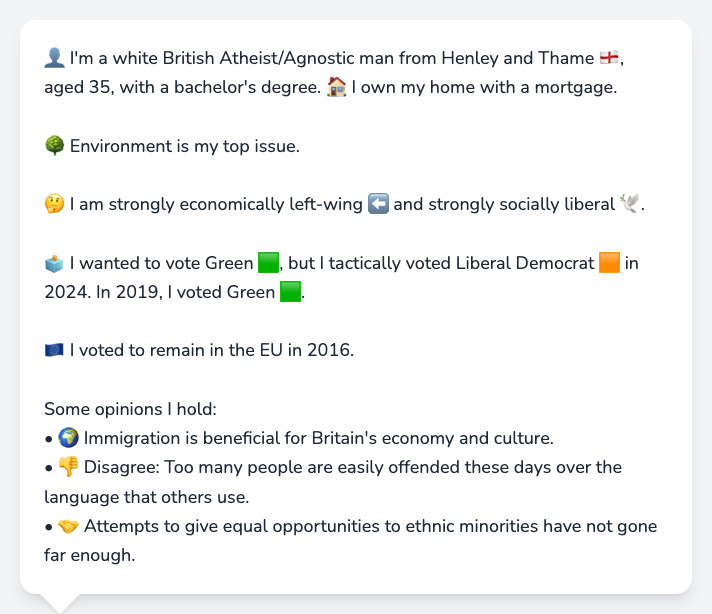 👤 I'm a white British Atheist/Agnostic man from Henley and Thame 🏴󠁧󠁢󠁥󠁮󠁧󠁿,
aged 35, with a bachelor's degree. 🏠 I own my home with a mortgage.
🌳 Environment is my top issue.
🤔 I am strongly economically left-wing ⬅️ and strongly socially liberal 🕊️.
🗳️ I wanted to vote Green 🟩, but I tactically voted Liberal Democrat 🟧 in
2024. In 2019, I voted Green 🟩.
🇪🇺 I voted to remain in the EU in 2016.
Some opinions I hold:
• 🌍 Immigration is beneficial for Britain's economy and culture.
• 👎 Disagree: Too many people are easily offended these days over the
language that others use.
• 🤝 Attempts to give equal opportunities to ethnic minorities have not gone
far enough.